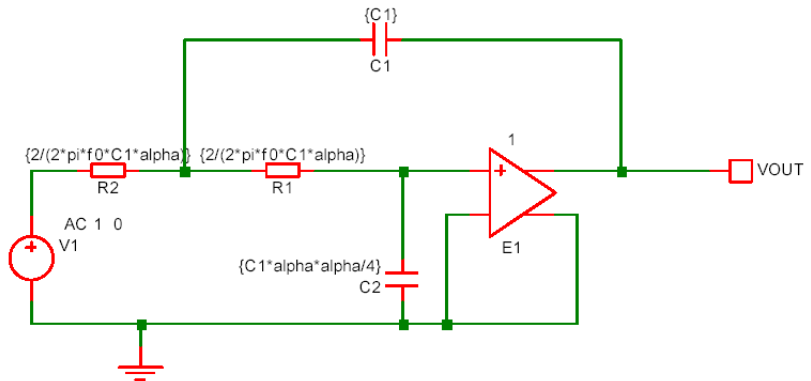 {C1}
C1
{2/(2*pi*f0*C1*alpha)} {2/(2*pi*f0*C1*alpha)}
R2 R1
1
VOUT
AC 1 0
V1
E1
{C1*alpha*alpha/4}
C2